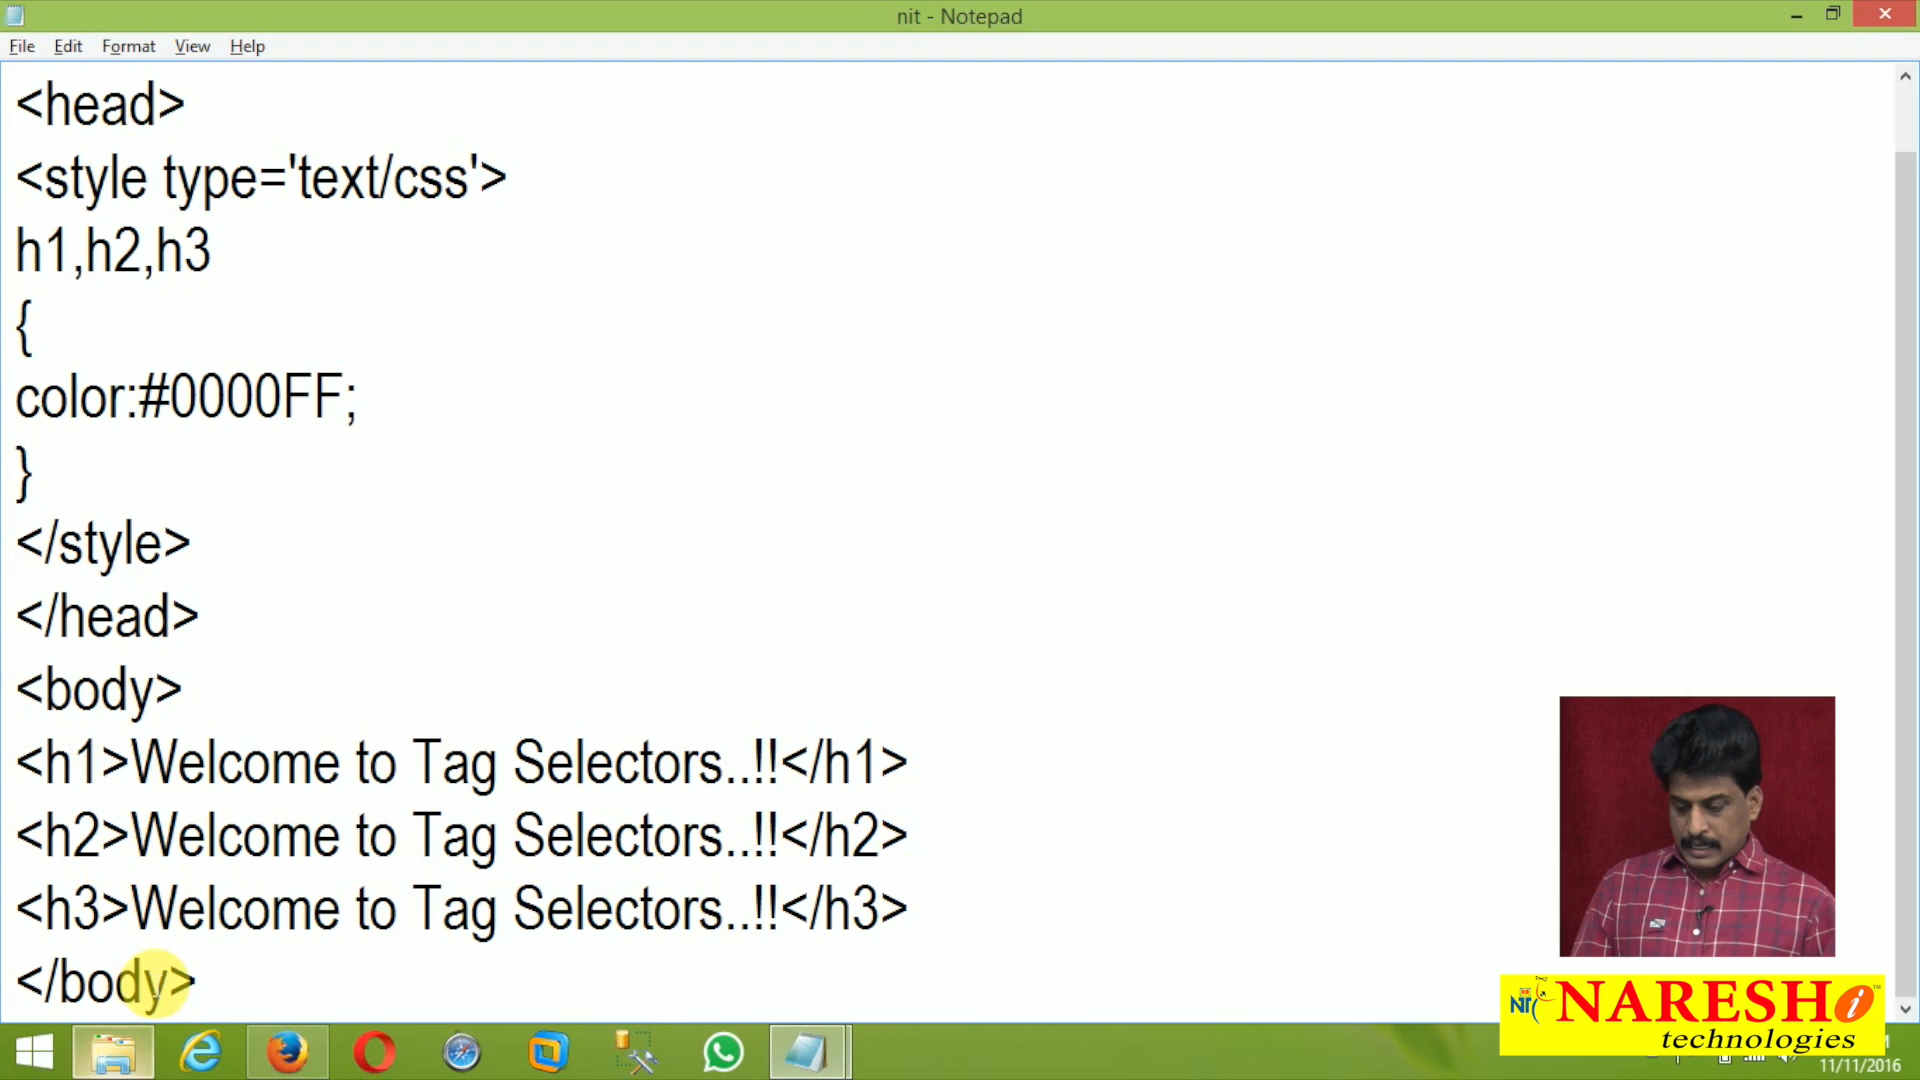 nit - Notepad
File Edit Format View Help
<head>
<style type='text/css'>
h1,h2,h3
{
color:#0000FF;
}
</style>
</head>
<body>
<h1>Welcome to Tag Selectors..!!</h1>
<h2>Welcome to Tag Selectors..!!</h2>
<h3>Welcome to Tag Selectors..!!</h3>
</body>
NARESH i
technologies
11/11/2016